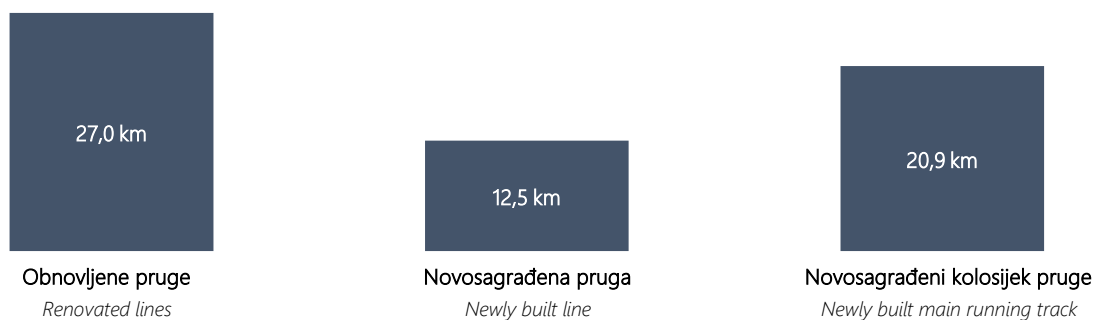 27,0 km
12,5 km
20,9 km
Obnovljene pruge
Renovated lines
Novosagrađena pruga
Newly built line
Novosagrađeni kolosijek pruge
Newly built main running track